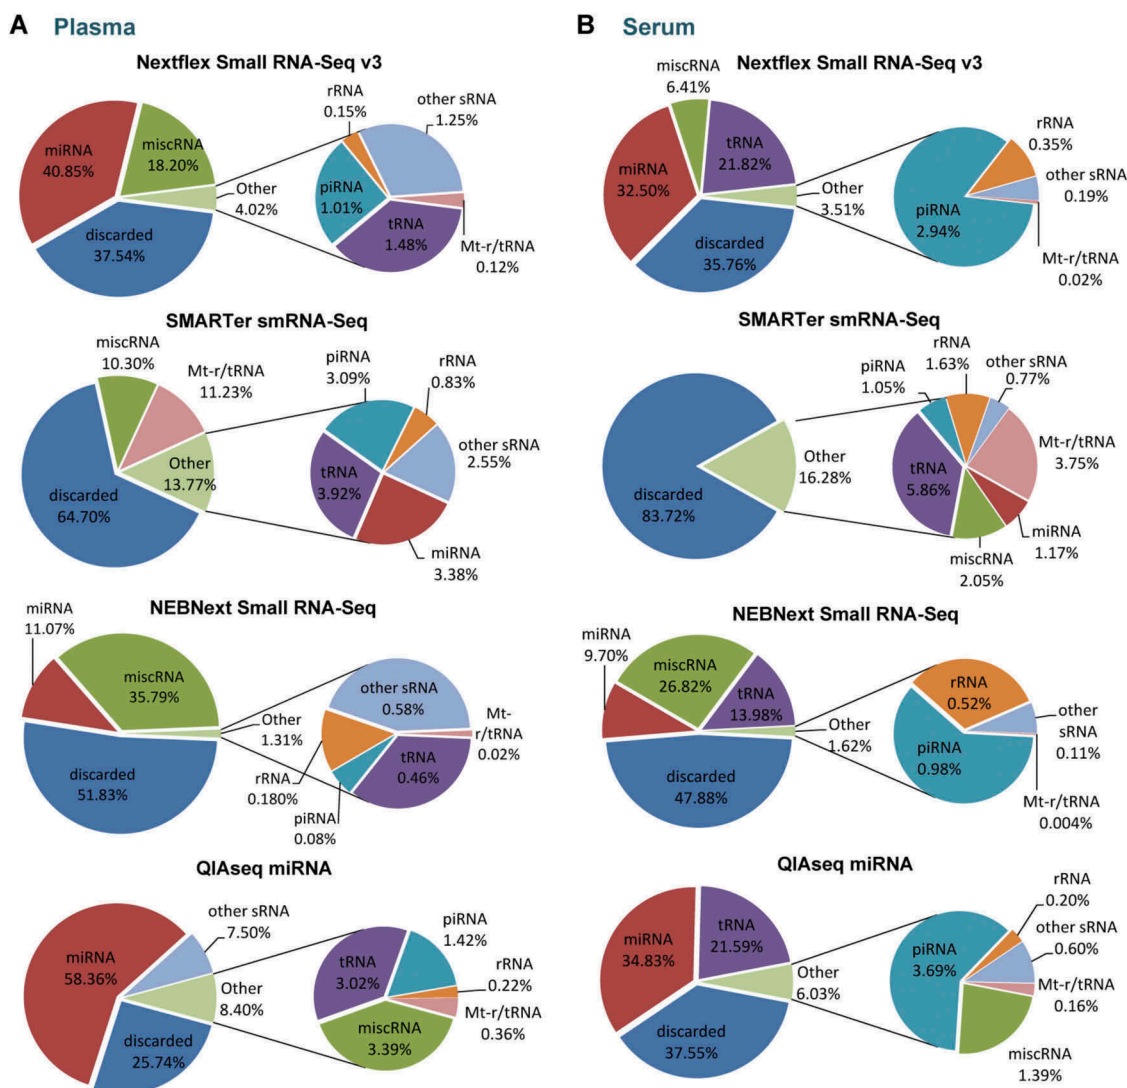 A Plasma
Nextflex Small RNA-Seq v3
miRNA
40.85%
miscRNA
18.20%
Other
4.02%
discarded
37.54%
rRNA
0.15%
other sRNA
1.25%
piRNA
1.01%
tRNA
1.48%
Mt-r/tRNA
0.12%
SMARTer smRNA-Seq
miscRNA
10.30%
Mt-r/tRNA
11.23%
Other
13.77%
discarded
64.70%
piRNA
3.09%
rRNA
0.83%
other sRNA
2.55%
tRNA
3.92%
miRNA
3.38%
NEBNext Small RNA-Seq
miRNA
11.07%
miscRNA
35.79%
Other
1.31%
discarded
51.83%
other sRNA
0.58%
Mt-
r/tRNA
0.02%
tRNA
0.46%
rRNA
0.180%
piRNA
0.08%
QIAseq miRNA
miRNA
58.36%
other sRNA
7.50%
Other
8.40%
discarded
25.74%
tRNA
3.02%
piRNA
1.42%
rRNA
0.22%
Mt-r/tRNA
0.36%
miscRNA
3.39%
B Serum
Nextflex Small RNA-Seq v3
miscRNA
6.41%
miRNA
32.50%
tRNA
21.82%
Other
3.51%
discarded
35.76%
piRNA
2.94%
rRNA
0.35%
other sRNA
0.19%
Mt-r/tRNA
0.02%
SMARTer smRNA-Seq
discarded
83.72%
Other
16.28%
piRNA
1.05%
rRNA
1.63%
other sRNA
0.77%
Mt-r/tRNA
3.75%
tRNA
5.86%
miRNA
1.17%
miscRNA
2.05%
NEBNext Small RNA-Seq
miRNA
9.70%
miscRNA
26.82%
tRNA
13.98%
Other
1.62%
discarded
47.88%
rRNA
0.52%
other
sRNA
0.11%
piRNA
0.98%
Mt-r/tRNA
0.004%
QIAseq miRNA
miRNA
34.83%
tRNA
21.59%
Other
6.03%
discarded
37.55%
piRNA
3.69%
rRNA
0.20%
other sRNA
0.60%
Mt-r/tRNA
0.16%
miscRNA
1.39%